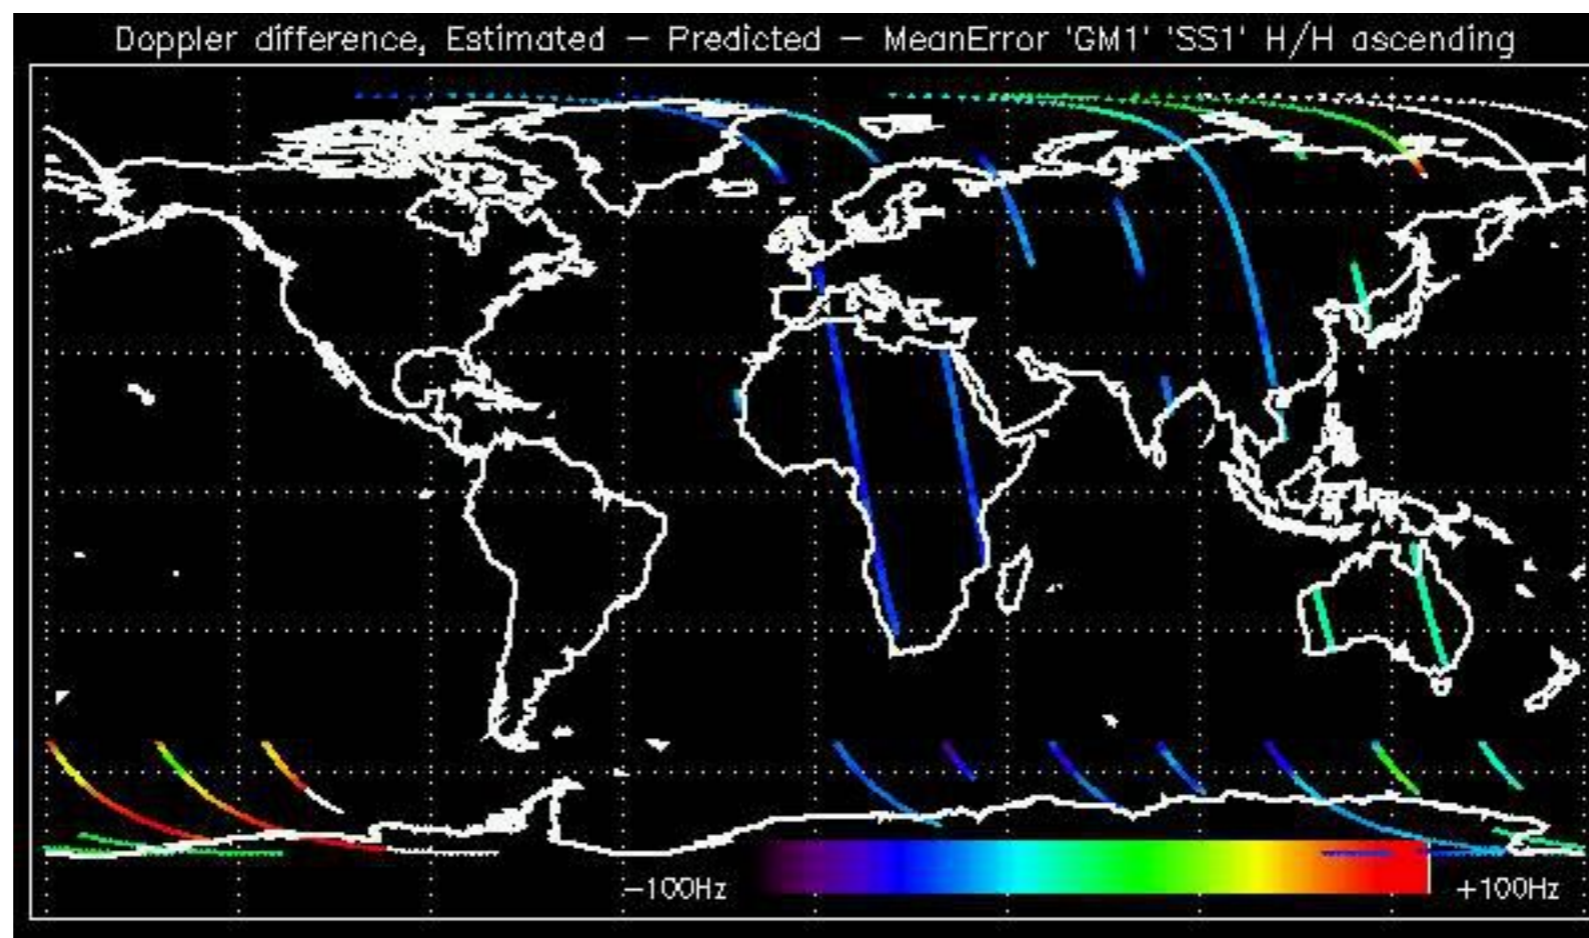 Doppler difference, Estimated − Predicted − MeanError 'GM1' 'SS1' H/H ascending
−100Hz
+100Hz